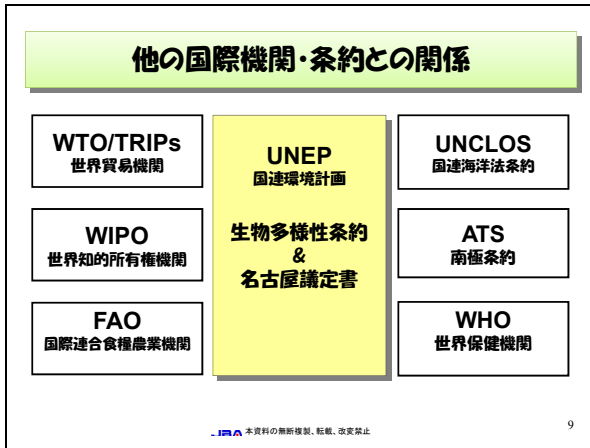 他の国際機関・条約との関係
WTO/TRIPs
世界貿易機関
WIPO
世界知的所有権機関
FAO
国際連合食糧農業機関
UNEP
国連環境計画
生物多様性条約
&
名古屋議定書
UNCLOS
国連海洋法条約
ATS
南極条約
WHO
世界保健機関
本資料の無断複製、転載、改変禁止
9